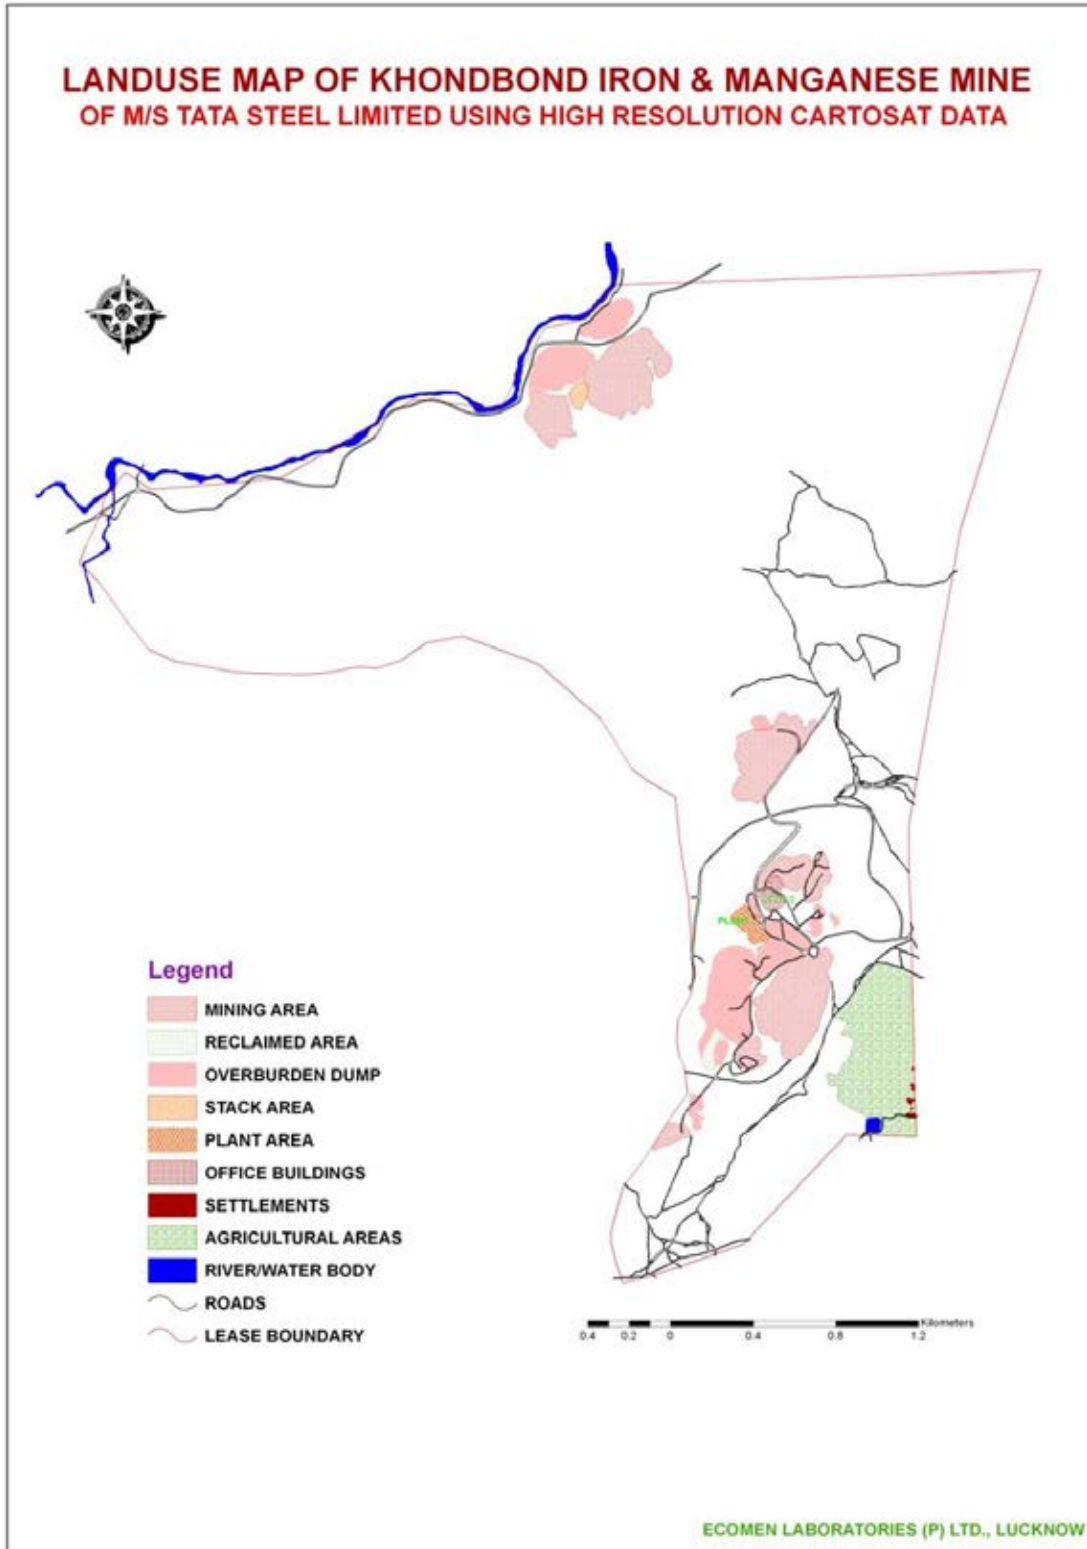 LANDUSE MAP OF KHONDBOND IRON & MANGANESE MINE
OF M/S TATA STEEL LIMITED USING HIGH RESOLUTION CARTOSAT DATA
Legend
MINING AREA
RECLAIMED AREA
OVERBURDEN DUMP
STACK AREA
PLANT AREA
OFFICE BUILDINGS
SETTLEMENTS
AGRICULTURAL AREAS
RIVER/WATER BODY
ROADS
LEASE BOUNDARY
Kilometers
0.4 0.2 0 0.4 0.8 1.2
ECOMEN LABORATORIES (P) LTD., LUCKNOW